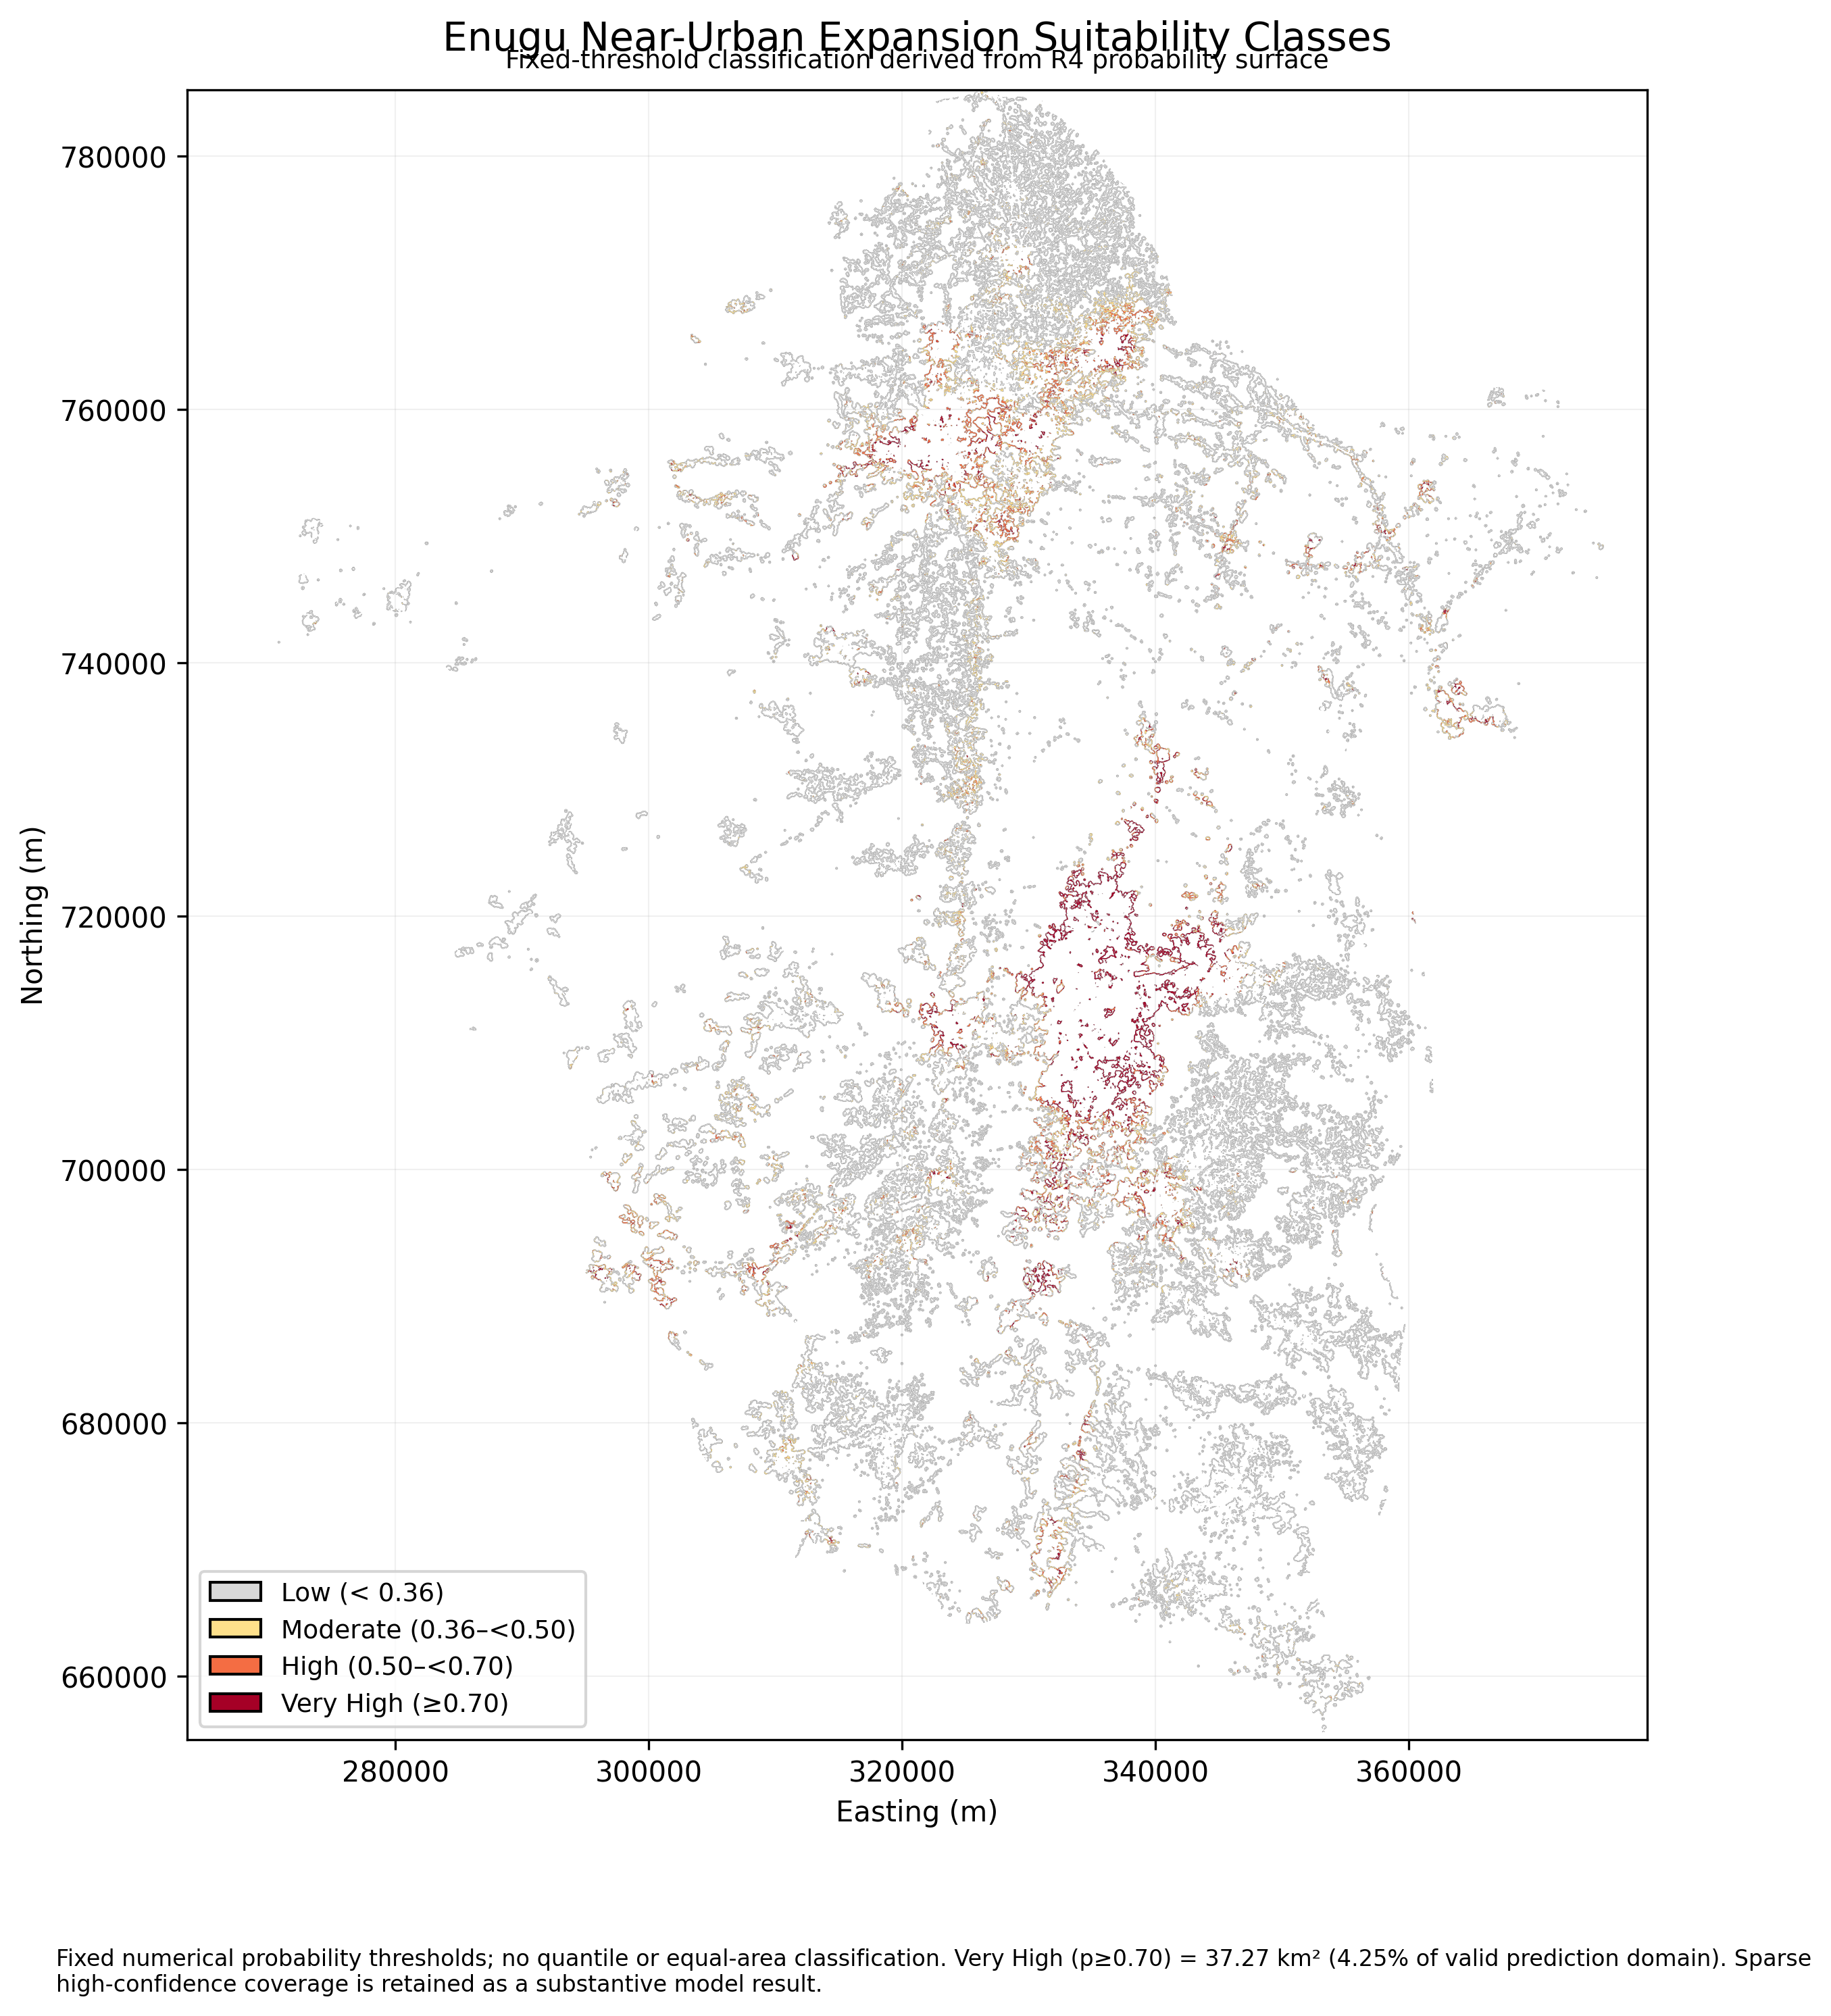 Enugu Near-Urban Expansion Suitability Classes
Fixed-threshold classification derived from R4 probability surface
780000
760000
740000
720000
700000
680000
660000
Northing (m)
Low (< 0.36)
Moderate (0.36–<0.50)
High (0.50–<0.70)
Very High (≥0.70)
280000
300000
320000
340000
360000
Easting (m)
Fixed numerical probability thresholds; no quantile or equal-area classification. Very High (p≥0.70) = 37.27 km² (4.25% of valid prediction domain). Sparse
high-confidence coverage is retained as a substantive model result.